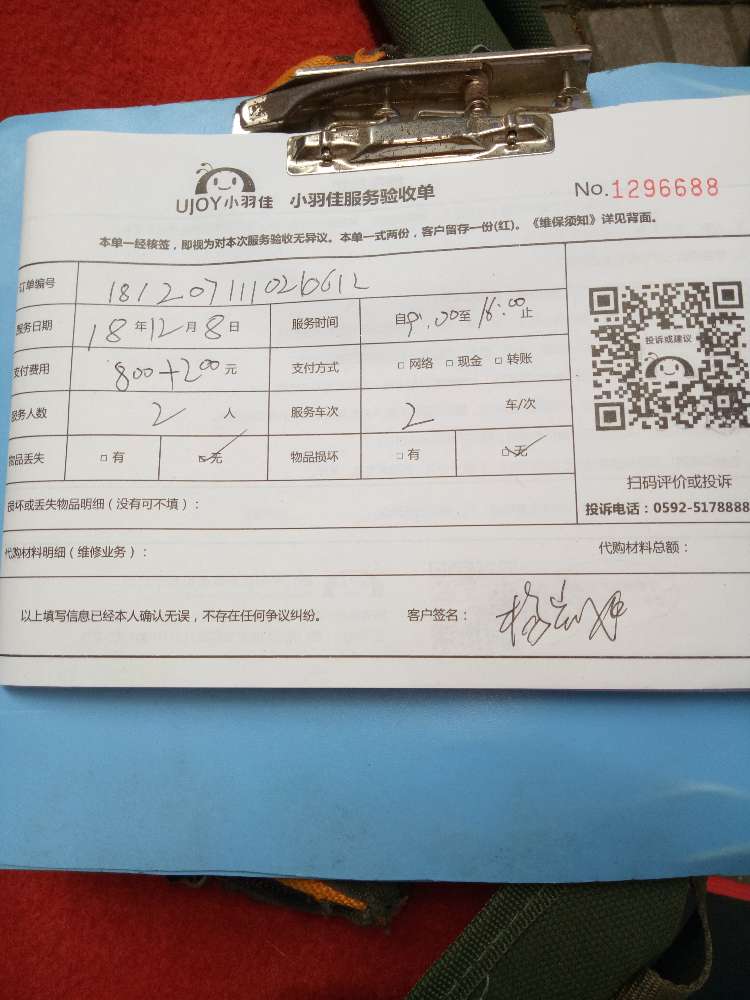 UJOY小羽佳 小羽佳服务验收单 No.1296688
本单一经核签，即视为对本次服务验收无异议。本单一式两份，客户留存一份(红)。《维保须知》详见背面。
订单编号 181207111026612
服务日期 18年12月8日 服务时间 自9:00至16:00止
支付费用 800+200元 支付方式 □网络 □现金 □转账
服务人数 2人 服务车次 2车/次
物品丢失 □有 ☑无 物品损坏 □有 ☑无
投诉或建议
扫码评价或投诉
投诉电话：0592-5178888
损坏或丢失物品明细（没有可不填）：
代购材料明细（维修业务）： 代购材料总额：
以上填写信息已经本人确认无误，不存在任何争议纠纷。 客户签名：